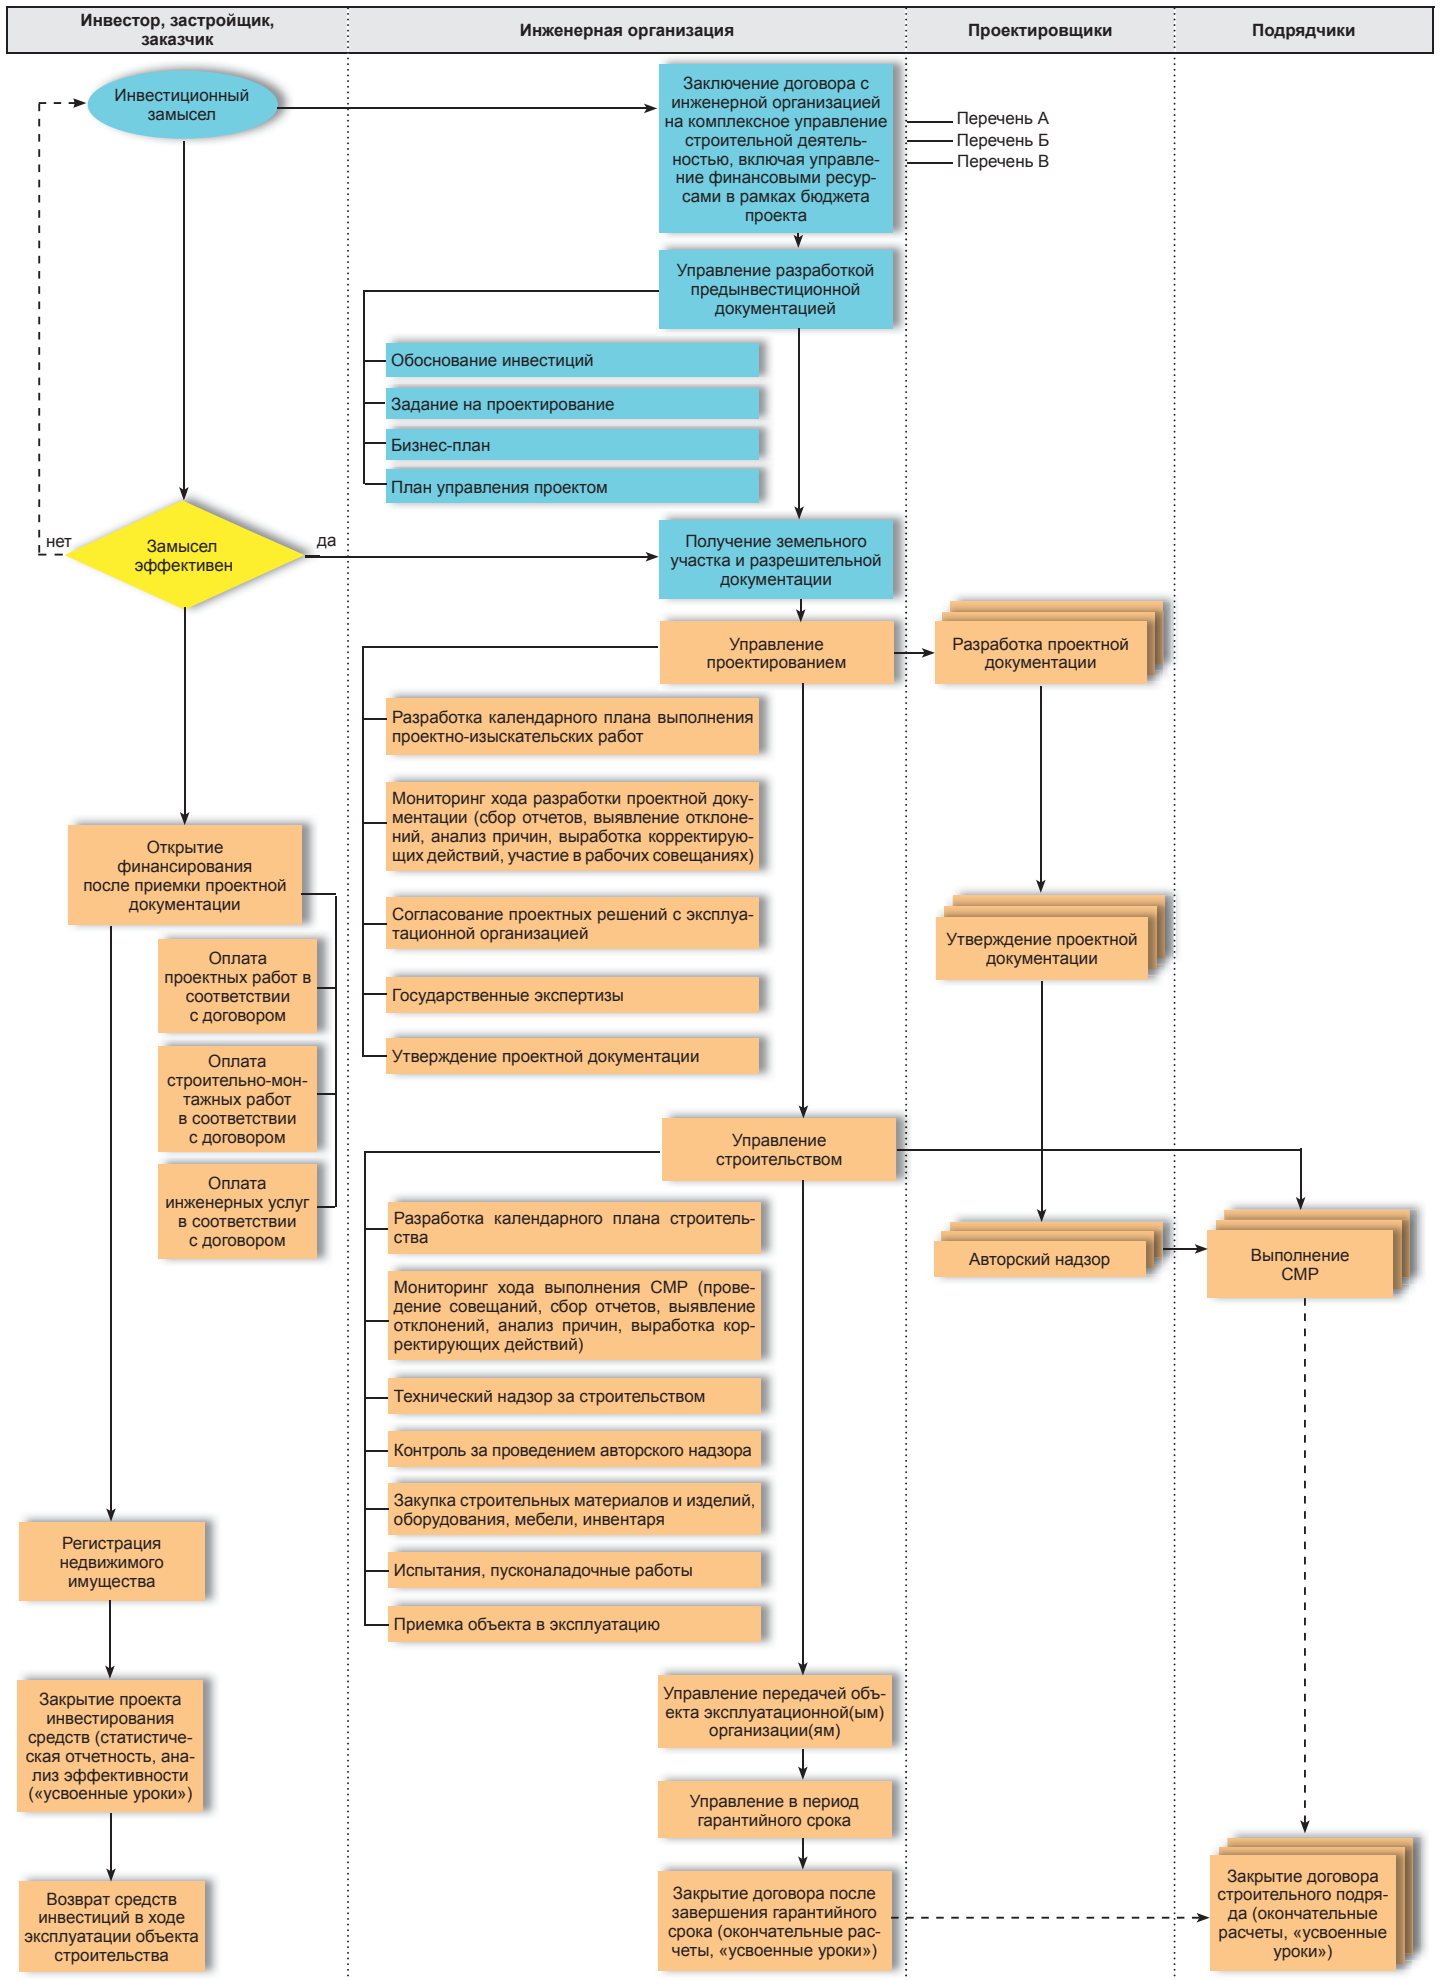 Инвестор, застройщик,
заказчик
Инженерная организация
Проектировщики
Подрядчики
Инвестиционный
замысел
Заключение договора с
инженерной организацией
на комплексное управление
строительной деятель-
ностью, включая управле-
ние финансовыми ресур-
сами в рамках бюджета
проекта
Перечень А
Перечень Б
Перечень В
Управление разработкой
предынвестиционной
документацией
Обоснование инвестиций
Задание на проектирование
Бизнес-план
План управления проектом
нет
Замысел
эффективен
да
Получение земельного
участка и разрешительной
документации
Управление
проектированием
Разработка проектной
документации
Разработка календарного плана выполнения
проектно-изыскательских работ
Мониторинг хода разработки проектной доку-
ментации (сбор отчетов, выявление отклоне-
ний, анализ причин, выработка корректирую-
щих действий, участие в рабочих совещаниях)
Согласование проектных решений с эксплуа-
тационной организацией
Государственные экспертизы
Утверждение проектной документации
Открытие
финансирования
после приемки проектной
документации
Оплата
проектных работ в
соответствии
с договором
Оплата
строительно-мон-
тажных работ
в соответствии
с договором
Оплата
инженерных услуг
в соответствии
с договором
Утверждение проектной
документации
Управление
строительством
Разработка календарного плана строитель-
ства
Мониторинг хода выполнения СМР (прове-
дение совещаний, сбор отчетов, выявление
отклонений, анализ причин, выработка кор-
ректирующих действий)
Технический надзор за строительством
Контроль за проведением авторского надзора
Закупка строительных материалов и изделий,
оборудования, мебели, инвентаря
Испытания, пусконаладочные работы
Приемка объекта в эксплуатацию
Авторский надзор
Выполнение
СМР
Регистрация
недвижимого
имущества
Закрытие проекта
инвестирования
средств (статистиче-
ская отчетность, ана-
лиз эффективности
(«усвоенные уроки»)
Возврат средств
инвестиций в ходе
эксплуатации объекта
строительства
Управление передачей объ-
екта эксплуатационной(ым)
организации(ям)
Управление в период
гарантийного срока
Закрытие договора после
завершения гарантийного
срока (окончательные рас-
четы, «усвоенные уроки»)
Закрытие договора
строительного подря-
да (окончательные
расчеты, «усвоенные
уроки»)